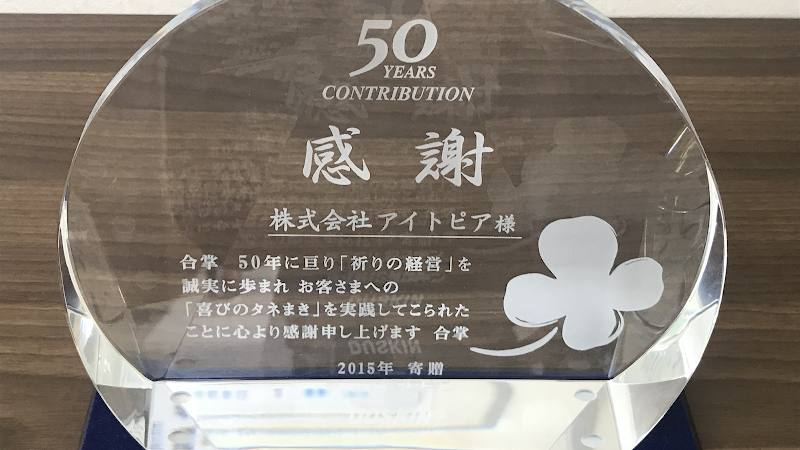 50
YEARS
CONTRIBUTION
感謝
株式会社アイトピア様
合掌 50年に亘り「祈りの経営」を
誠実に歩まれ お客さまへの
「喜びのタネまき」を実践してこられた
ことに心より感謝申し上げます 合掌
2015年 寄贈